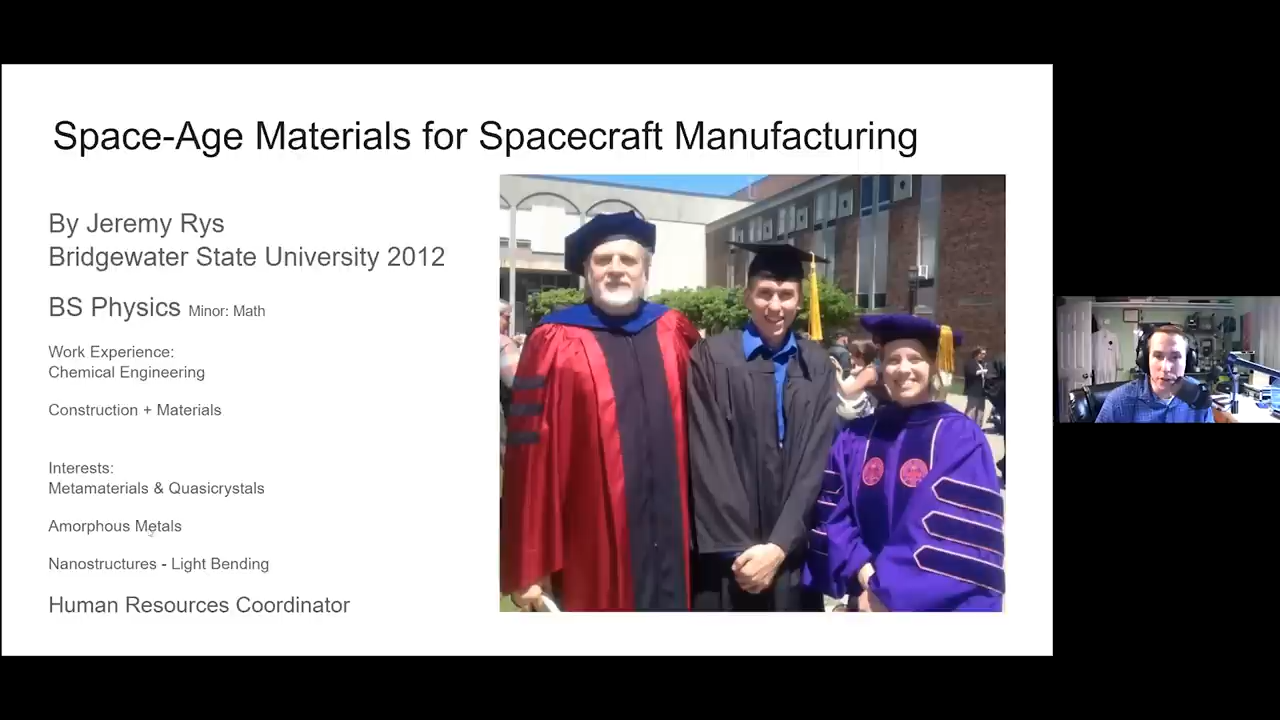 Space-Age Materials for Spacecraft Manufacturing
By Jeremy Rys
Bridgewater State University 2012
BS Physics Minor: Math
Work Experience:
Chemical Engineering
Construction + Materials
Interests:
Metamaterials & Quasicrystals
Amorphous Metals
Nanostructures - Light Bending
Human Resources Coordinator